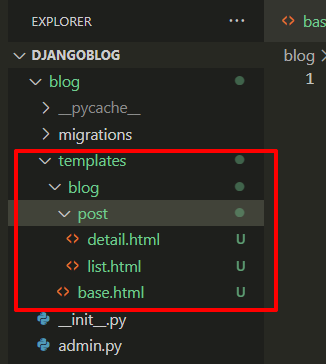 EXPLORER ...
bas
DJANGOBLOG
blog
blog
1
__pycache__
migrations
templates
blog
post
detail.html U
list.html U
base.html U
__init__.py
admin.py